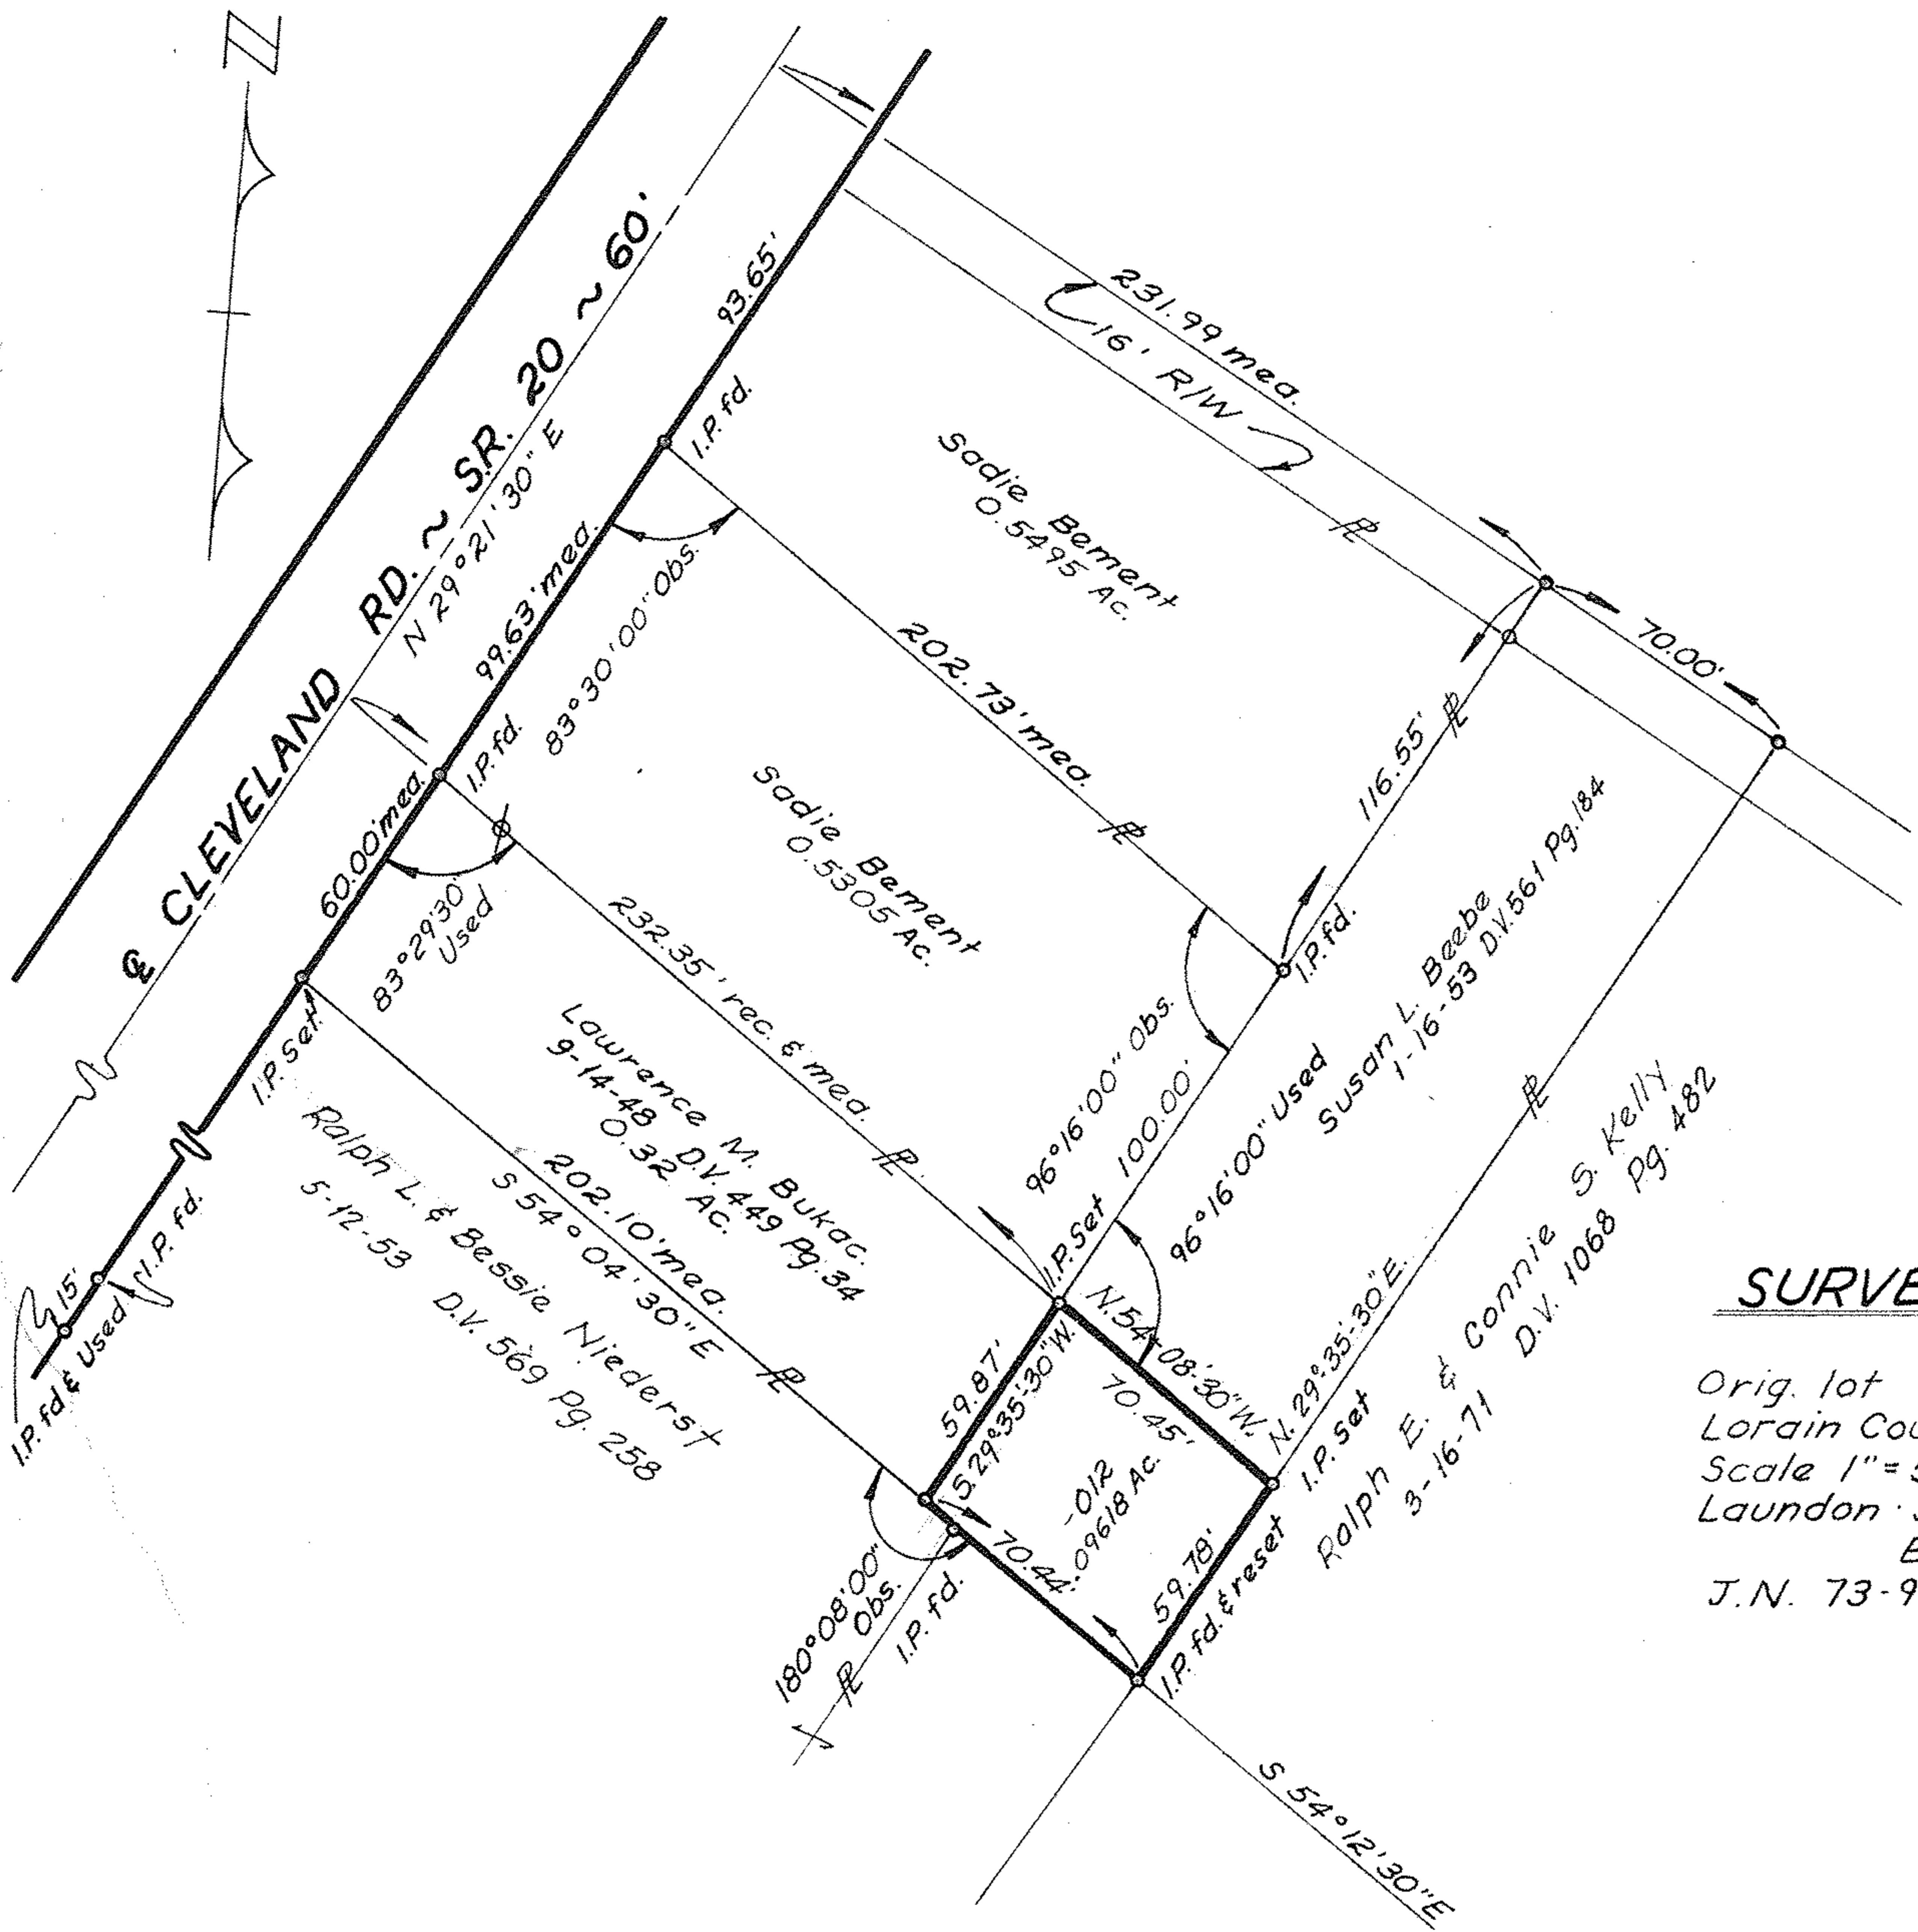 N
℄ CLEVELAND RD. ~ S.R. 20 ~ 60'
N 29°21'30" E
93.65'
I.P. fd.
99.63' mea.
I.P. fd.
60.00' mea.
I.P. Set.
I.P. fd.
15'
I.P. fd & Used
231.99 mea.
16' R/W
Sadie Bement
0.5495 Ac.
℄
70.00'
83°30'00" Obs.
202.73' mea.
116.55'
I.P. fd.
Sadie Bement
0.5305 Ac.
83°29'30"
Used
232.35' rec. & mea.
96°16'00" Obs.
100.00'
I.P. Set
96°16'00" Used
Susan L. Beebe
1-16-53 D.V. 561 Pg. 184
Lawrence M. Bukac.
9-14-48 D.V. 449 Pg. 34
0.32 Ac.
202.10' mea.
S 54°04'30" E
Ralph L. & Bessie Niederst
5-12-53 D.V. 569 Pg. 258
59.87'
S.29°35'-30"W.
N.54°-08'-30"W.
70.45'
N. 29°-35'-30"E.
I.P. Set
Ralph E. & Connie S. Kelly
3-16-71 D.V. 1068 Pg. 482
-012
.09618 Ac.
59.78'
70.44'
I.P. fd. & reset
180°08'00"
Obs.
I.P. fd.
S 54°12'30"E
SURVE
Orig. lot
Lorain Cou
Scale 1"=
Laundon
J.N. 73-9